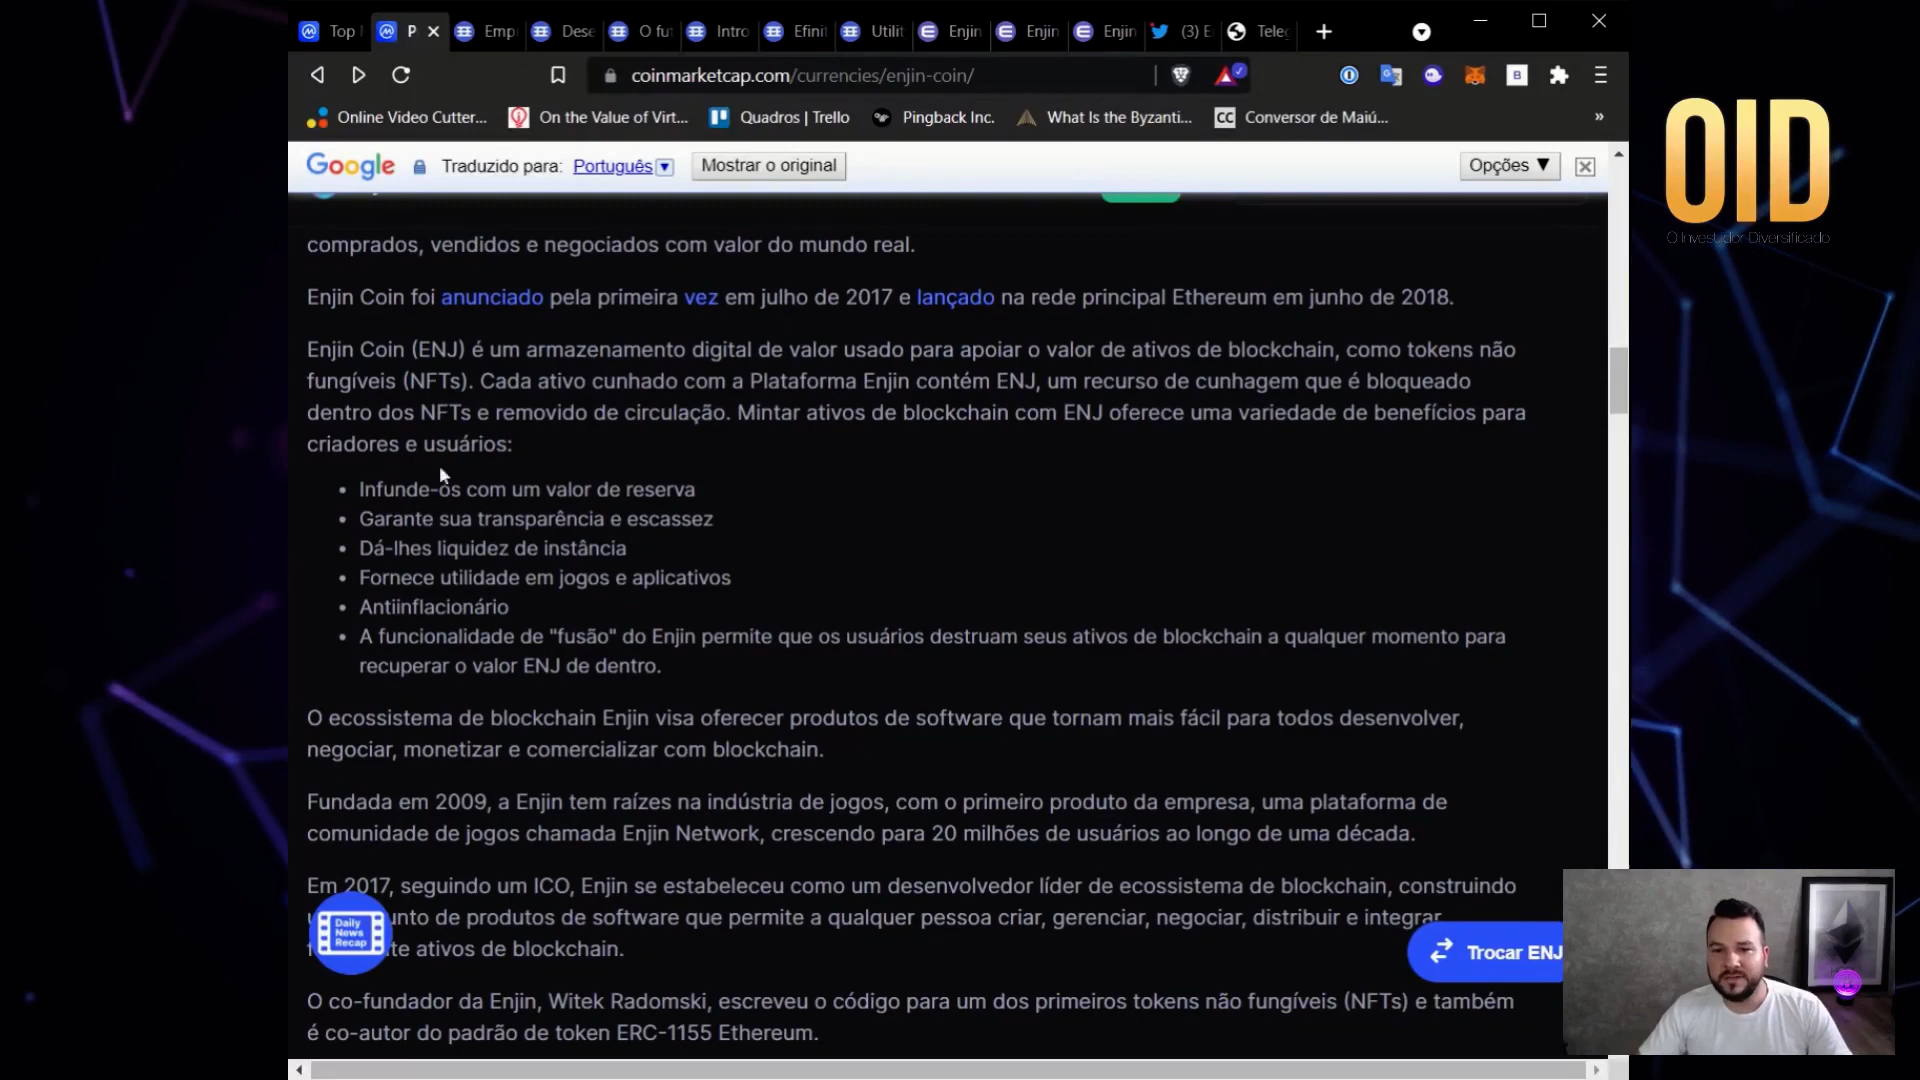 Top
P
Emp
Dese
O fu
Intro
Efinit
Utilit
Enjin
Enjin
Enjin
(3) E
Tele
coinmarketcap.com/currencies/enjin-coin/
Online Video Cutter...
On the Value of Virt...
Quadros | Trello
Pingback Inc.
What Is the Byzanti...
CC Conversor de Maiú...
»
OID
O Investidor Diversificado
Google Traduzido para: Português Mostrar o original Opções ▼
comprados, vendidos e negociados com valor do mundo real.
Enjin Coin foi anunciado pela primeira vez em julho de 2017 e lançado na rede principal Ethereum em junho de 2018.
Enjin Coin (ENJ) é um armazenamento digital de valor usado para apoiar o valor de ativos de blockchain, como tokens não
fungíveis (NFTs). Cada ativo cunhado com a Plataforma Enjin contém ENJ, um recurso de cunhagem que é bloqueado
dentro dos NFTs e removido de circulação. Mintar ativos de blockchain com ENJ oferece uma variedade de benefícios para
criadores e usuários:
• Infunde-os com um valor de reserva
• Garante sua transparência e escassez
• Dá-lhes liquidez de instância
• Fornece utilidade em jogos e aplicativos
• Antiinflacionário
• A funcionalidade de "fusão" do Enjin permite que os usuários destruam seus ativos de blockchain a qualquer momento para
recuperar o valor ENJ de dentro.
O ecossistema de blockchain Enjin visa oferecer produtos de software que tornam mais fácil para todos desenvolver,
negociar, monetizar e comercializar com blockchain.
Fundada em 2009, a Enjin tem raízes na indústria de jogos, com o primeiro produto da empresa, uma plataforma de
comunidade de jogos chamada Enjin Network, crescendo para 20 milhões de usuários ao longo de uma década.
Em 2017, seguindo um ICO, Enjin se estabeleceu como um desenvolvedor líder de ecossistema de blockchain, construindo
unto de produtos de software que permite a qualquer pessoa criar, gerenciar, negociar, distribuir e integrar
te ativos de blockchain.
Daily
News
Recap
Trocar ENJ
O co-fundador da Enjin, Witek Radomski, escreveu o código para um dos primeiros tokens não fungíveis (NFTs) e também
é co-autor do padrão de token ERC-1155 Ethereum.